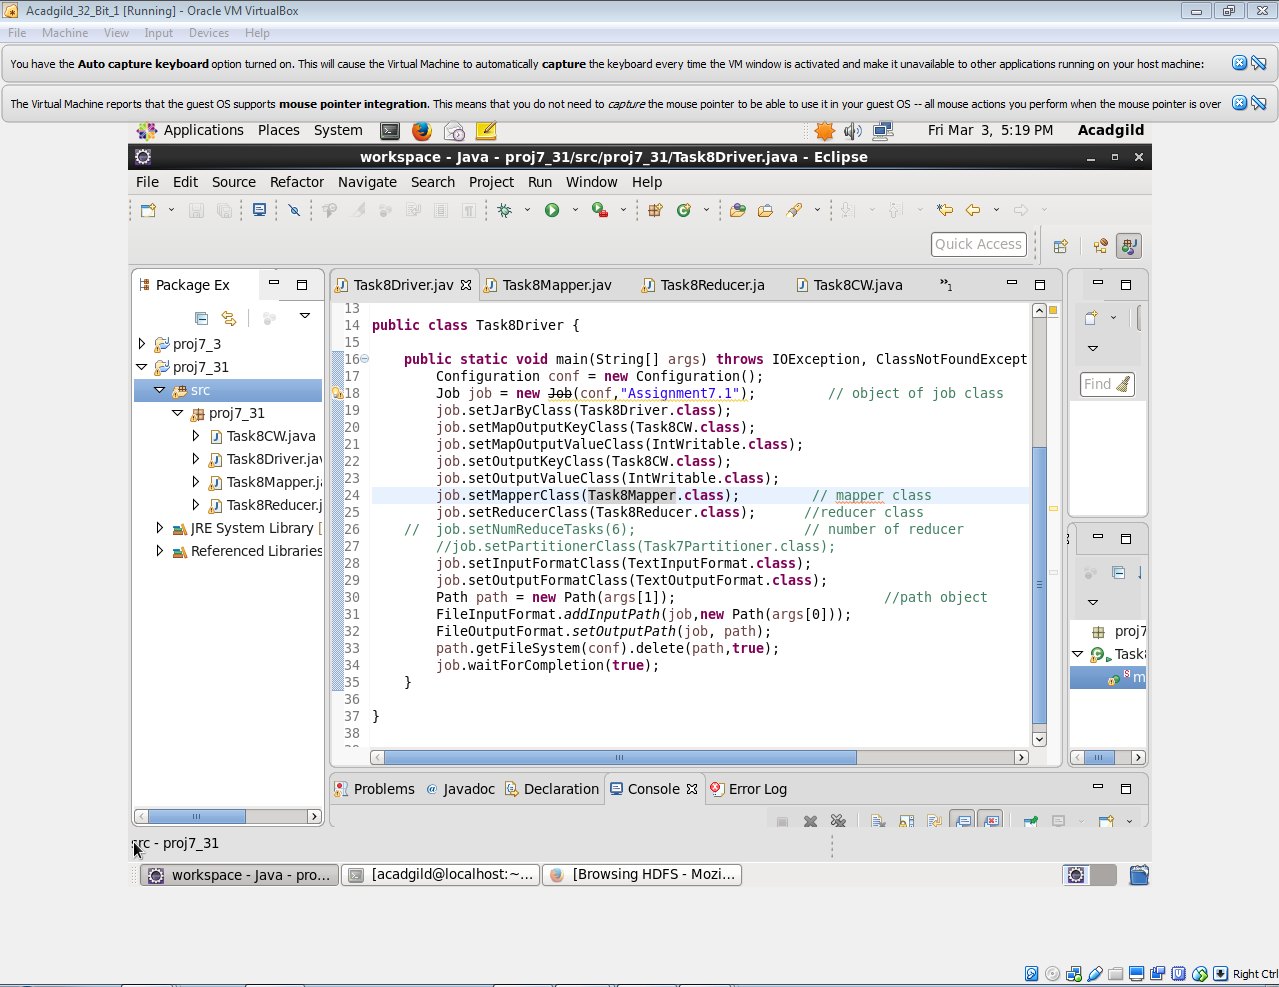 Acadgild_32_Bit_1 [Running] - Oracle VM VirtualBox
File Machine View Input Devices Help
You have the Auto capture keyboard option turned on. This will cause the Virtual Machine to automatically capture the keyboard every time the VM window is activated and make it unavailable to other applications running on your host machine:
The Virtual Machine reports that the guest OS supports mouse pointer integration. This means that you do not need to capture the mouse pointer to be able to use it in your guest OS -- all mouse actions you perform when the mouse pointer is over
Applications Places System Fri Mar 3, 5:19 PM Acadgild
workspace - Java - proj7_31/src/proj7_31/Task8Driver.java - Eclipse
File Edit Source Refactor Navigate Search Project Run Window Help
Quick Access
Package Ex
proj7_3
proj7_31
src
proj7_31
Task8CW.java
Task8Driver.jav
Task8Mapper.ja
Task8Reducer.j
JRE System Library [
Referenced Libraries
Task8Driver.jav Task8Mapper.jav Task8Reducer.ja Task8CW.java »1
13
14 public class Task8Driver {
15
16 public static void main(String[] args) throws IOException, ClassNotFoundExcept
17 Configuration conf = new Configuration();
18 Job job = new Job(conf,"Assignment7.1"); // object of job class
19 job.setJarByClass(Task8Driver.class);
20 job.setMapOutputKeyClass(Task8CW.class);
21 job.setMapOutputValueClass(IntWritable.class);
22 job.setOutputKeyClass(Task8CW.class);
23 job.setOutputValueClass(IntWritable.class);
24 job.setMapperClass(Task8Mapper.class); // mapper class
25 job.setReducerClass(Task8Reducer.class); //reducer class
26 // job.setNumReduceTasks(6); // number of reducer
27 //job.setPartitionerClass(Task7Partitioner.class);
28 job.setInputFormatClass(TextInputFormat.class);
29 job.setOutputFormatClass(TextOutputFormat.class);
30 Path path = new Path(args[1]); //path object
31 FileInputFormat.addInputPath(job,new Path(args[0]));
32 FileOutputFormat.setOutputPath(job, path);
33 path.getFileSystem(conf).delete(path,true);
34 job.waitForCompletion(true);
35 }
36
37 }
38
Find
proj7
Task8
m
Problems Javadoc Declaration Console Error Log
src - proj7_31
workspace - Java - pro... [acadgild@localhost:~... [Browsing HDFS - Mozi...
Right Ctrl